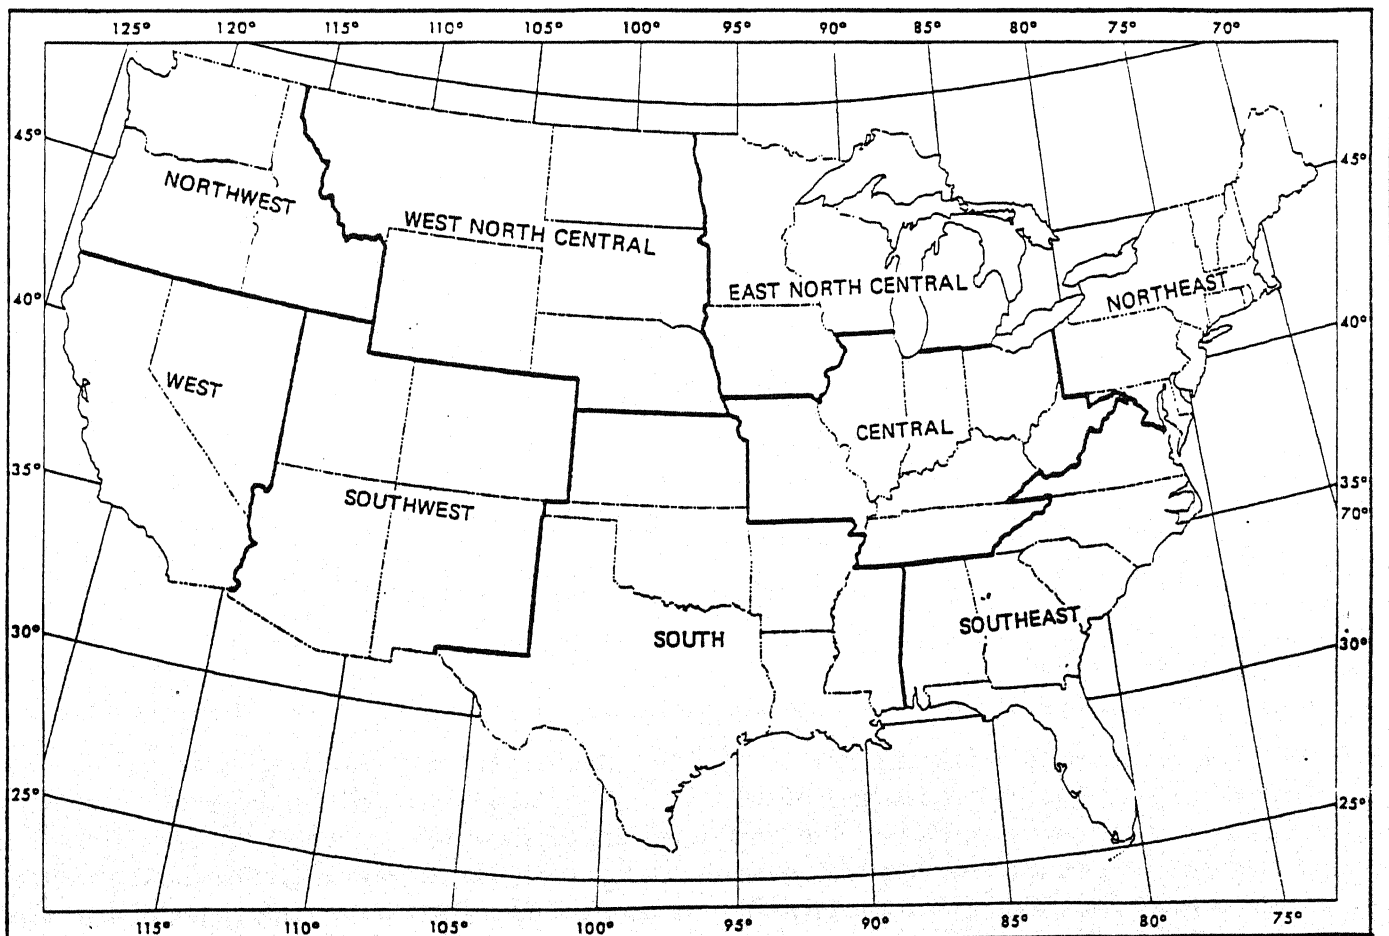 125° 120° 115° 110° 105° 100° 95° 90° 85° 80° 75° 70°
45° 45°
NORTHWEST
WEST NORTH CENTRAL
EAST NORTH CENTRAL
NORTHEAST
40° 40°
WEST
CENTRAL
35° 35°
SOUTHWEST
70°
SOUTHEAST
SOUTH
30° 30°
25° 25°
115° 110° 105° 100° 95° 90° 85° 80° 75°